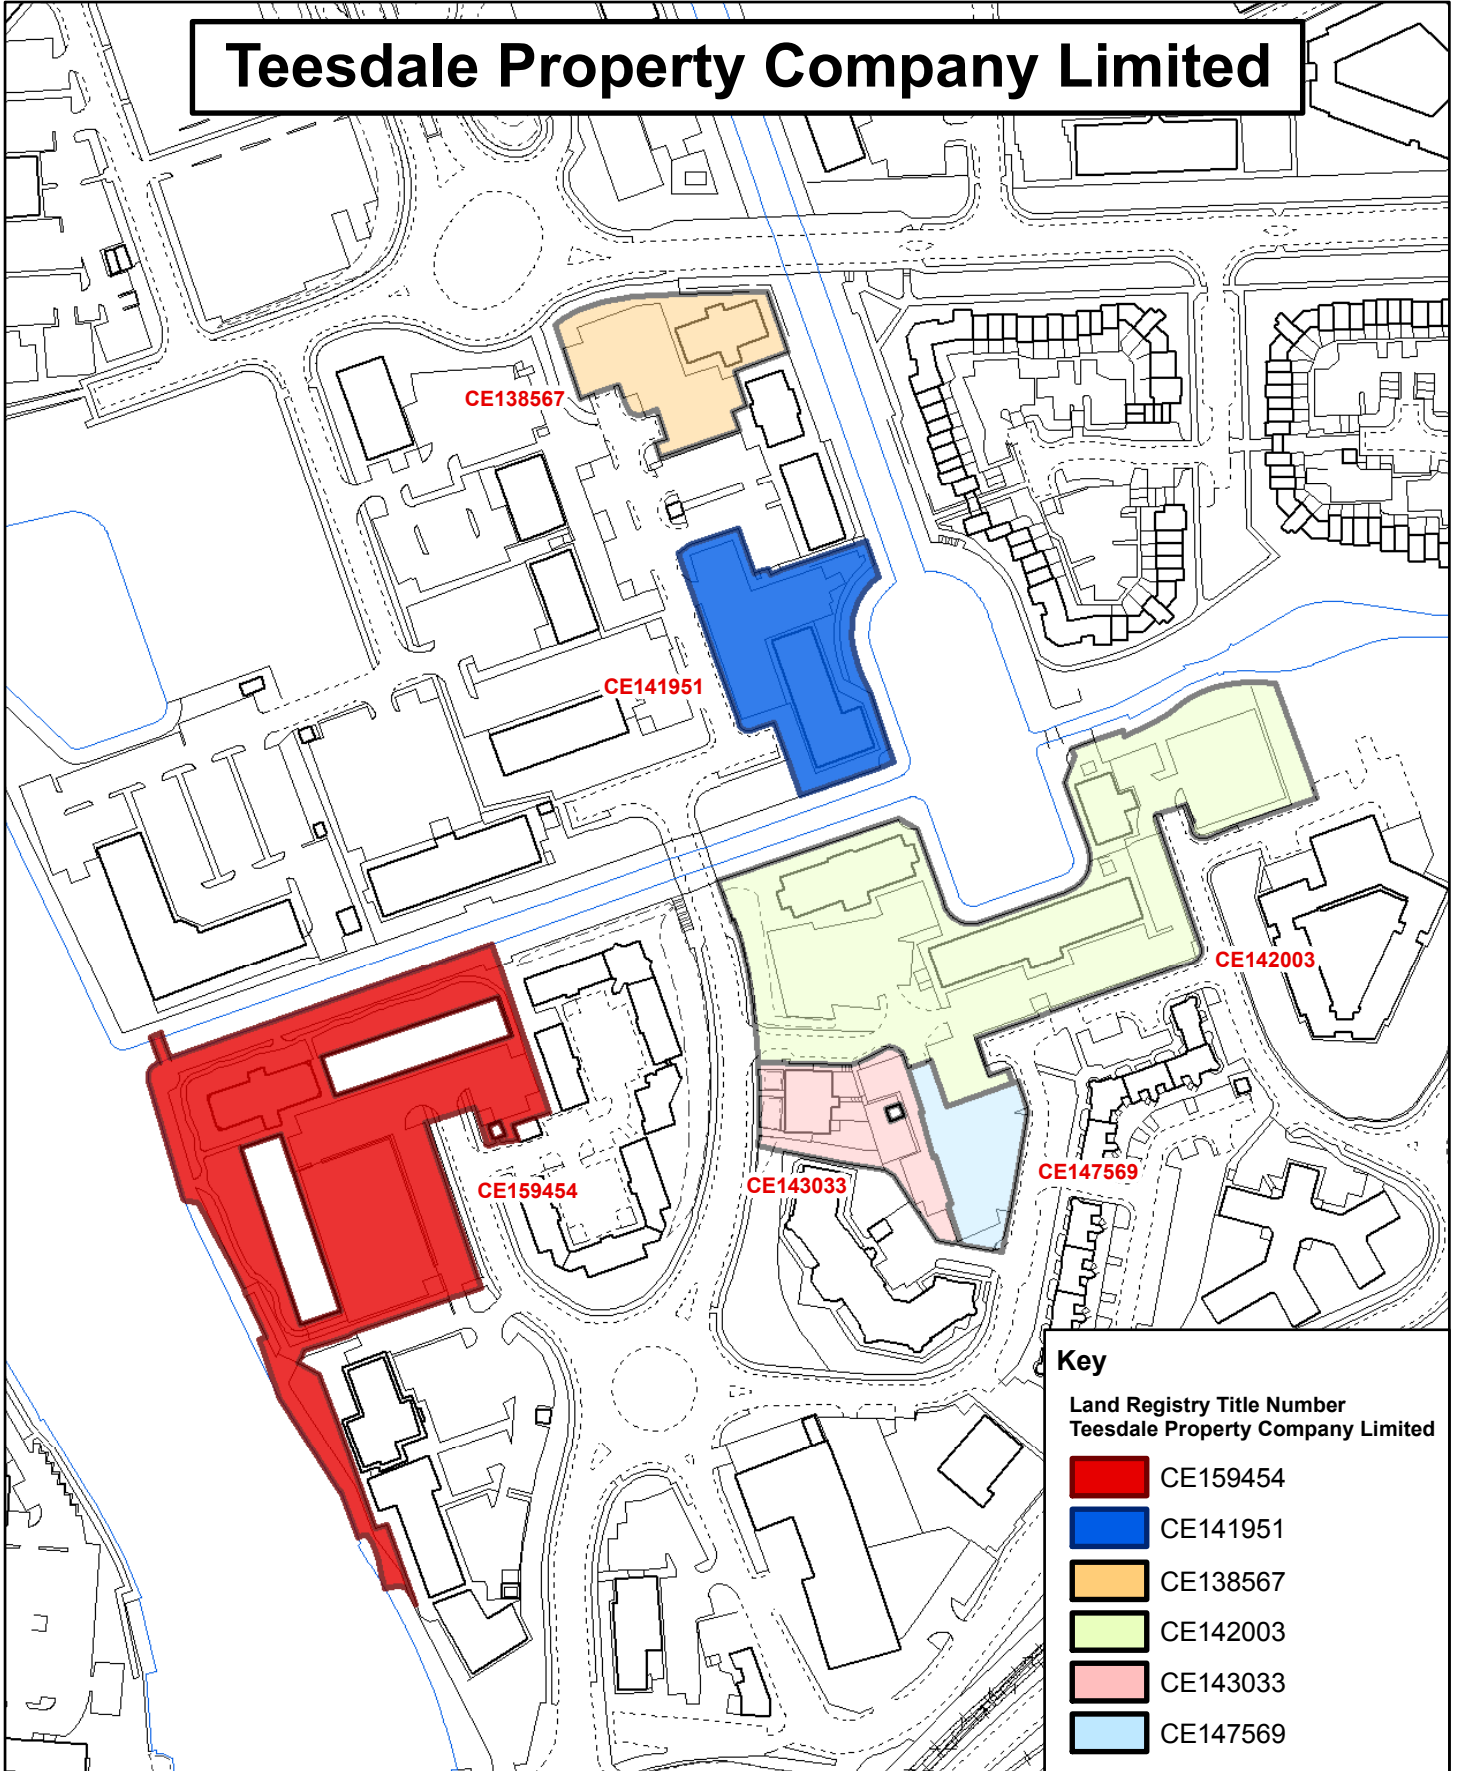 Teesdale Property Company Limited
CE138567
CE141951
CE142003
CE147569
CE143033
CE159454
Key
Land Registry Title Number
Teesdale Property Company Limited
CE159454
CE141951
CE138567
CE142003
CE143033
CE147569